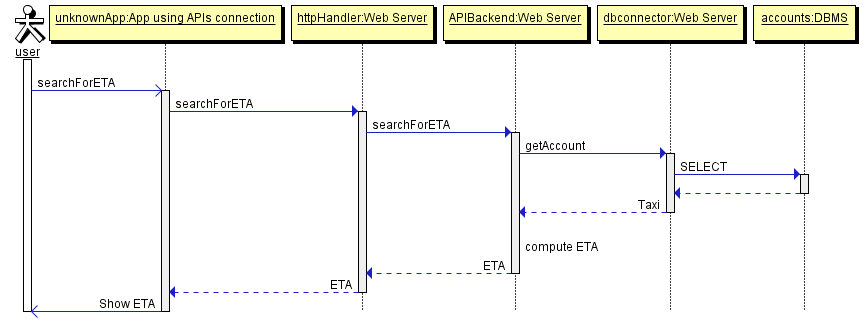 unknownApp:App using APIs connection
httpHandler:Web Server
APIBackend:Web Server
dbconnector:Web Server
accounts:DBMS
user
searchForETA
searchForETA
searchForETA
getAccount
SELECT
Taxi
compute ETA
ETA
ETA
Show ETA